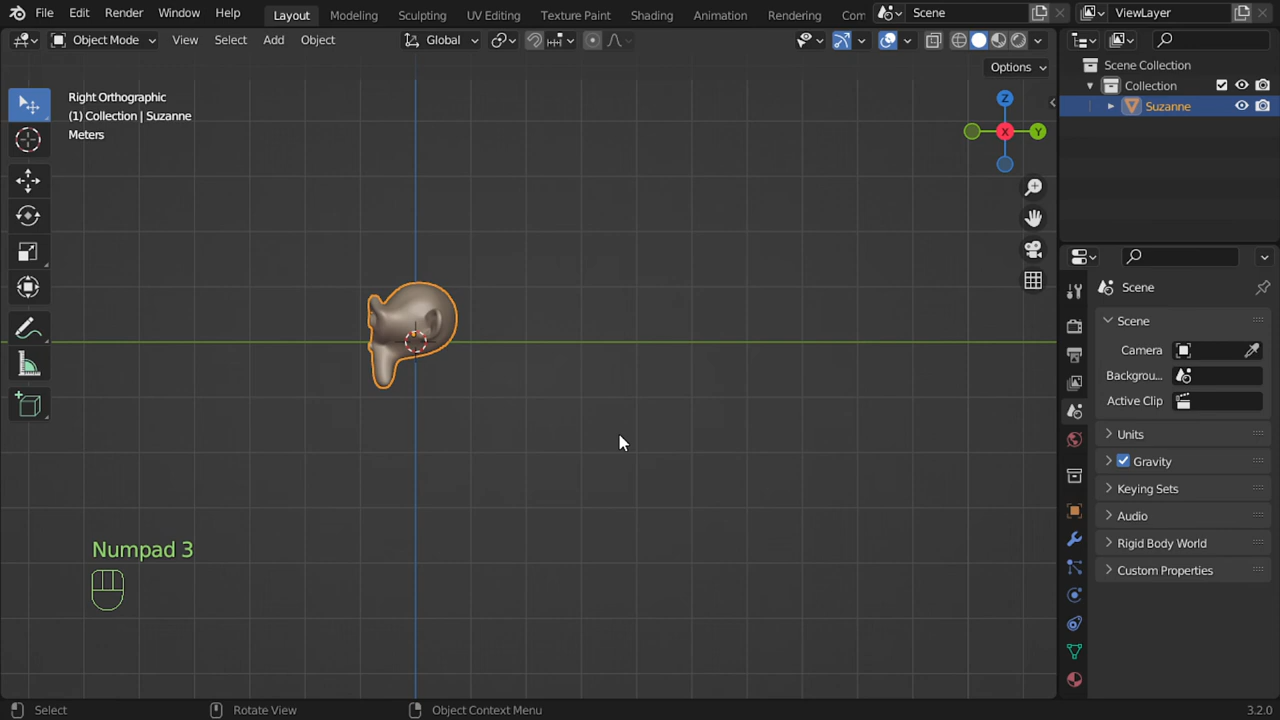 File Edit Render Window Help Layout Modeling Sculpting UV Editing Texture Paint Shading Animation Rendering Com Scene ViewLayer
Object Mode View Select Add Object Global
Options
Right Orthographic
(1) Collection | Suzanne
Meters
Z
X
Y
Numpad 3
Scene Collection
Collection
Suzanne
Scene
Scene
Camera
Backgrou...
Active Clip
Units
Gravity
Keying Sets
Audio
Rigid Body World
Custom Properties
Select Rotate View Object Context Menu 3.2.0